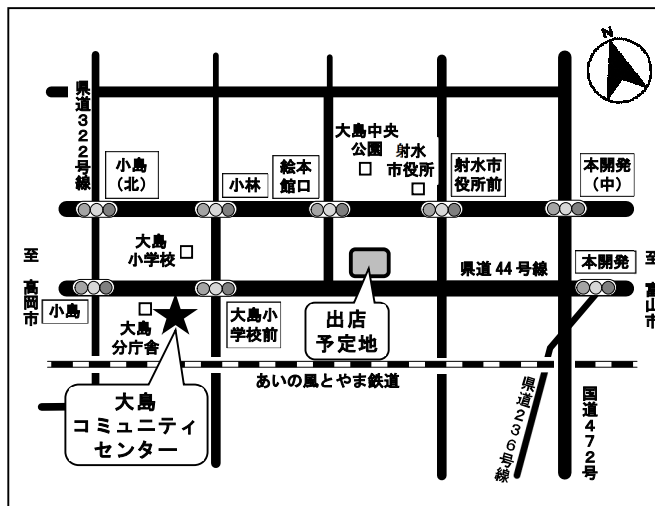 N
県道322号線
小島
(北)
小林
絵本
館口
大島中央
公園
射水
市役所
射水市
役所前
本開発
(中)
大島
小学校
至 高岡市
県道44号線
本開発
至 富山市
小島
大島
分庁舎
大島小
学校前
出店
予定地
あいの風とやま鉄道
大島
コミュニティ
センター
県道236号線
国道472号